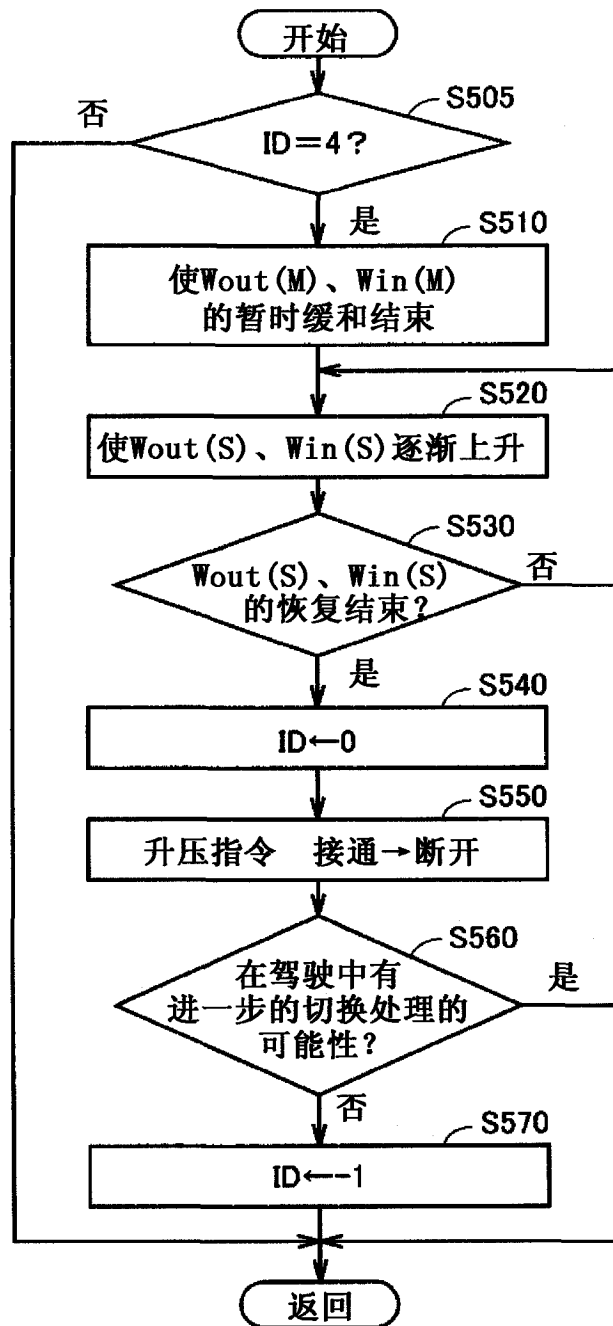 开始
S505
否
ID=4?
是
S510
使Wout(M)、Win(M)
的暂时缓和结束
S520
使Wout(S)、Win(S)逐渐上升
S530
Wout(S)、Win(S)
的恢复结束?
否
是
S540
ID←0
S550
升压指令 接通→断开
S560
在驾驶中有
进一步的切换处理的
可能性?
是
否
S570
ID←-1
返回